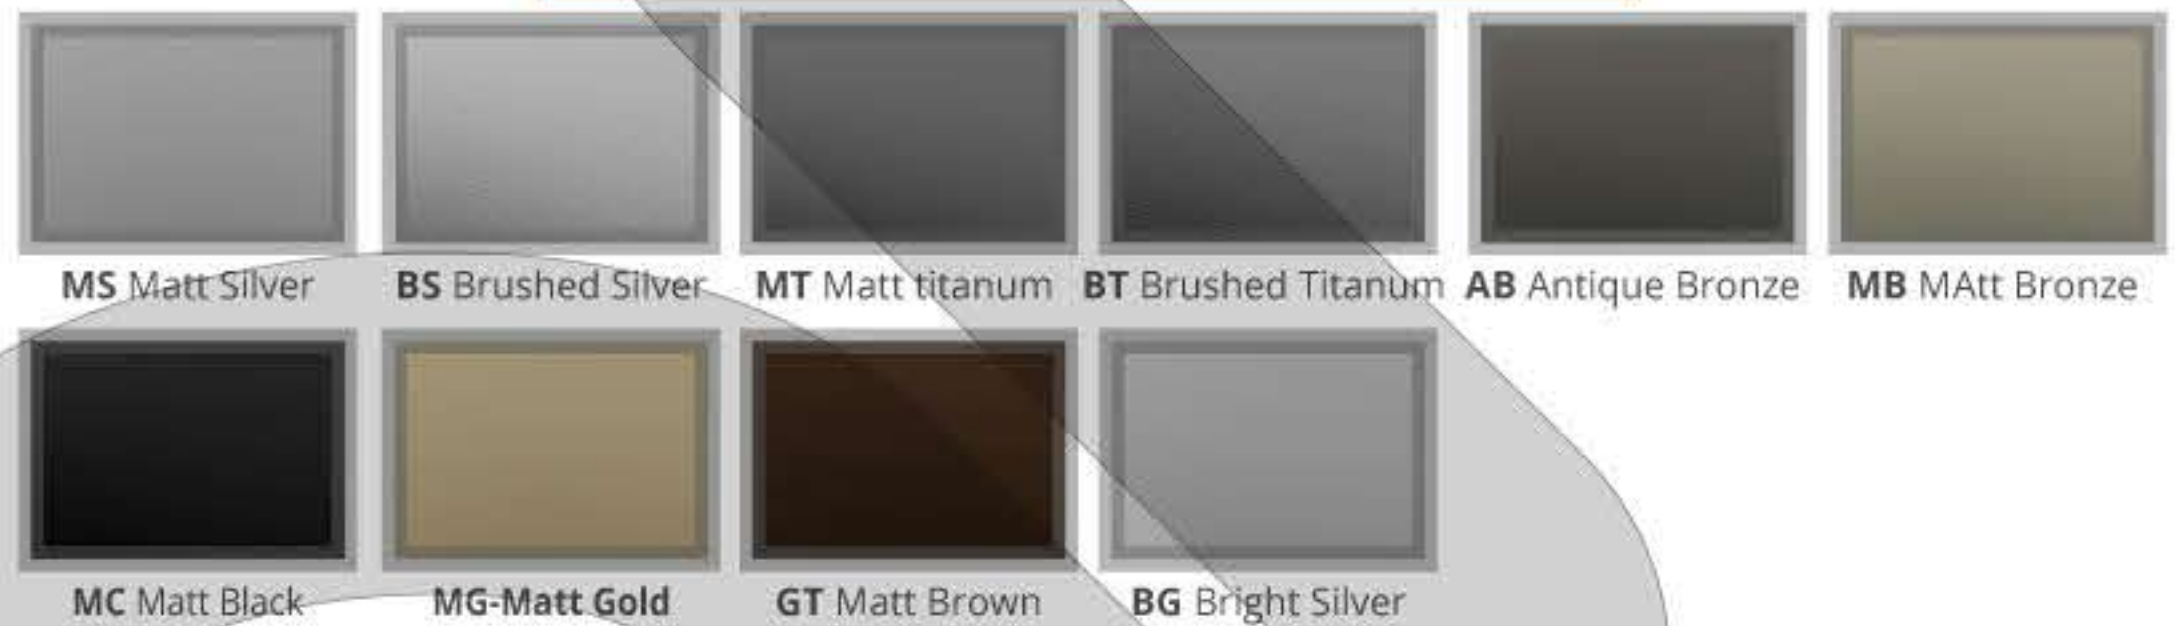 MS Matt Silver BS Brushed Silver MT Matt titanum BT Brushed Titanum AB Antique Bronze MB MAtt Bronze
MC Matt Black MG-Matt Gold GT Matt Brown BG Bright Silver